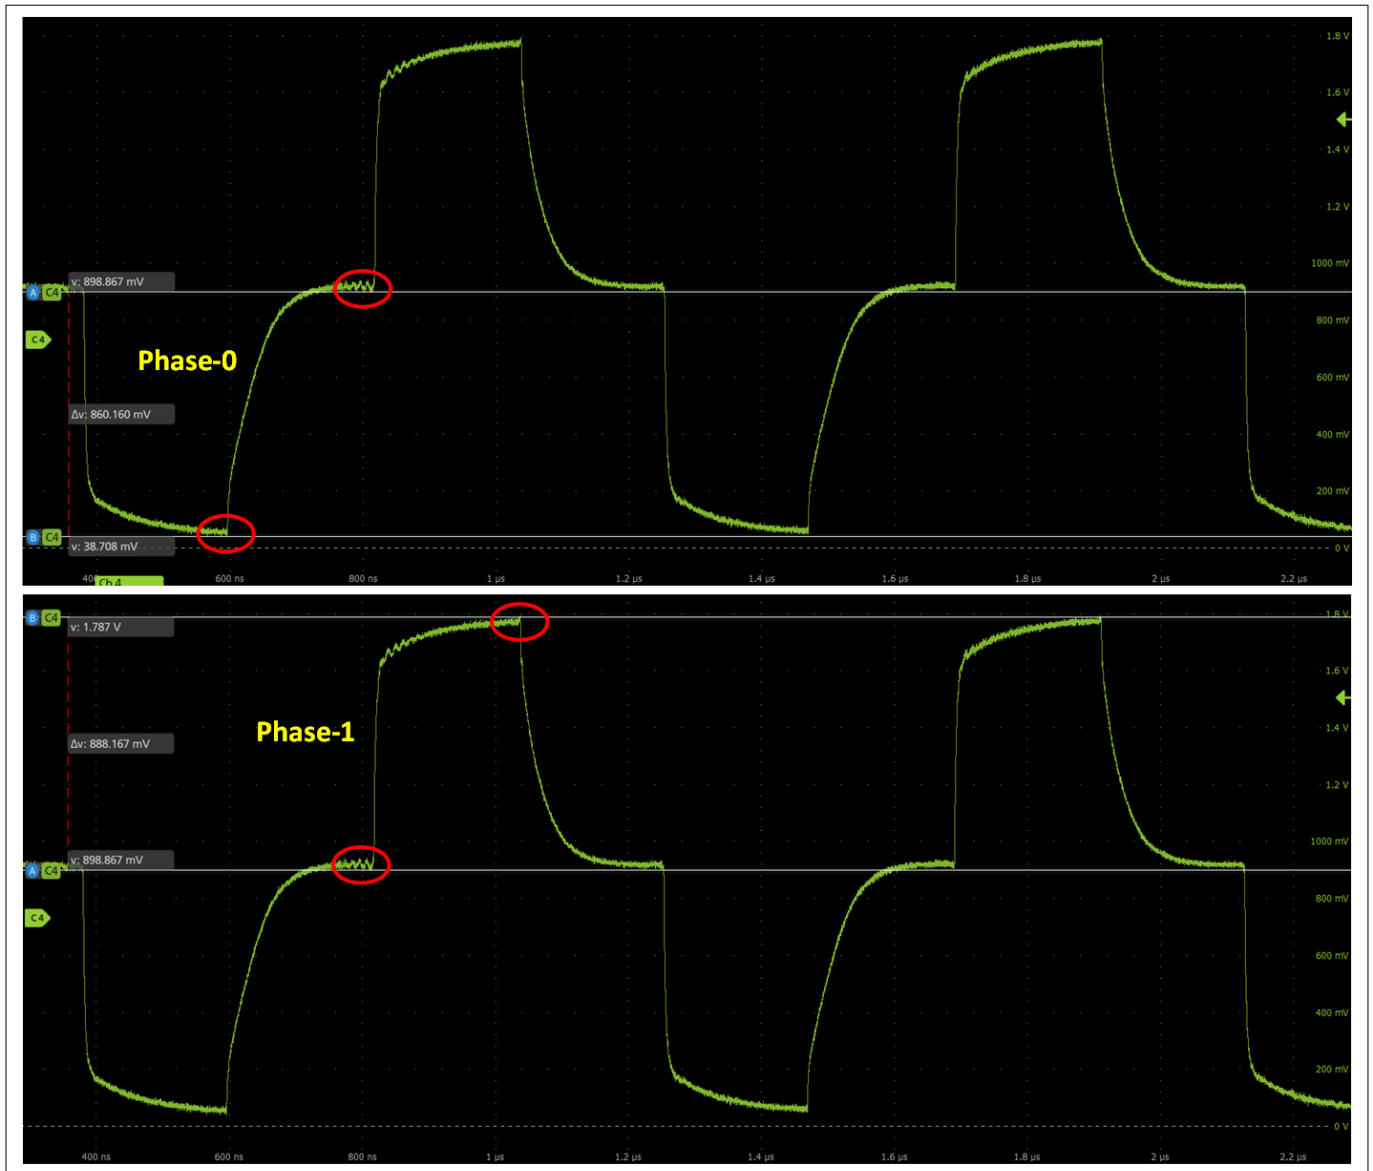 1.8 V
1.6 V
1.4 V
1.2 V
v: 898.867 mV
1000 mV
A C4
800 mV
C4
Phase-0
600 mV
Δv: 860.160 mV
400 mV
200 mV
B C4
v: 38.708 mV
0 V
400 Ch 4 600 ns 800 ns 1 µs 1.2 µs 1.4 µs 1.6 µs 1.8 µs 2 µs 2.2 µs
B C4
1.8 V
v: 1.787 V
1.6 V
Phase-1
Δv: 888.167 mV
1.4 V
1.2 V
v: 898.867 mV
1000 mV
A C4
800 mV
C4
600 mV
400 mV
200 mV
0 V
400 ns 600 ns 800 ns 1 µs 1.2 µs 1.4 µs 1.6 µs 1.8 µs 2 µs 2.2 µs